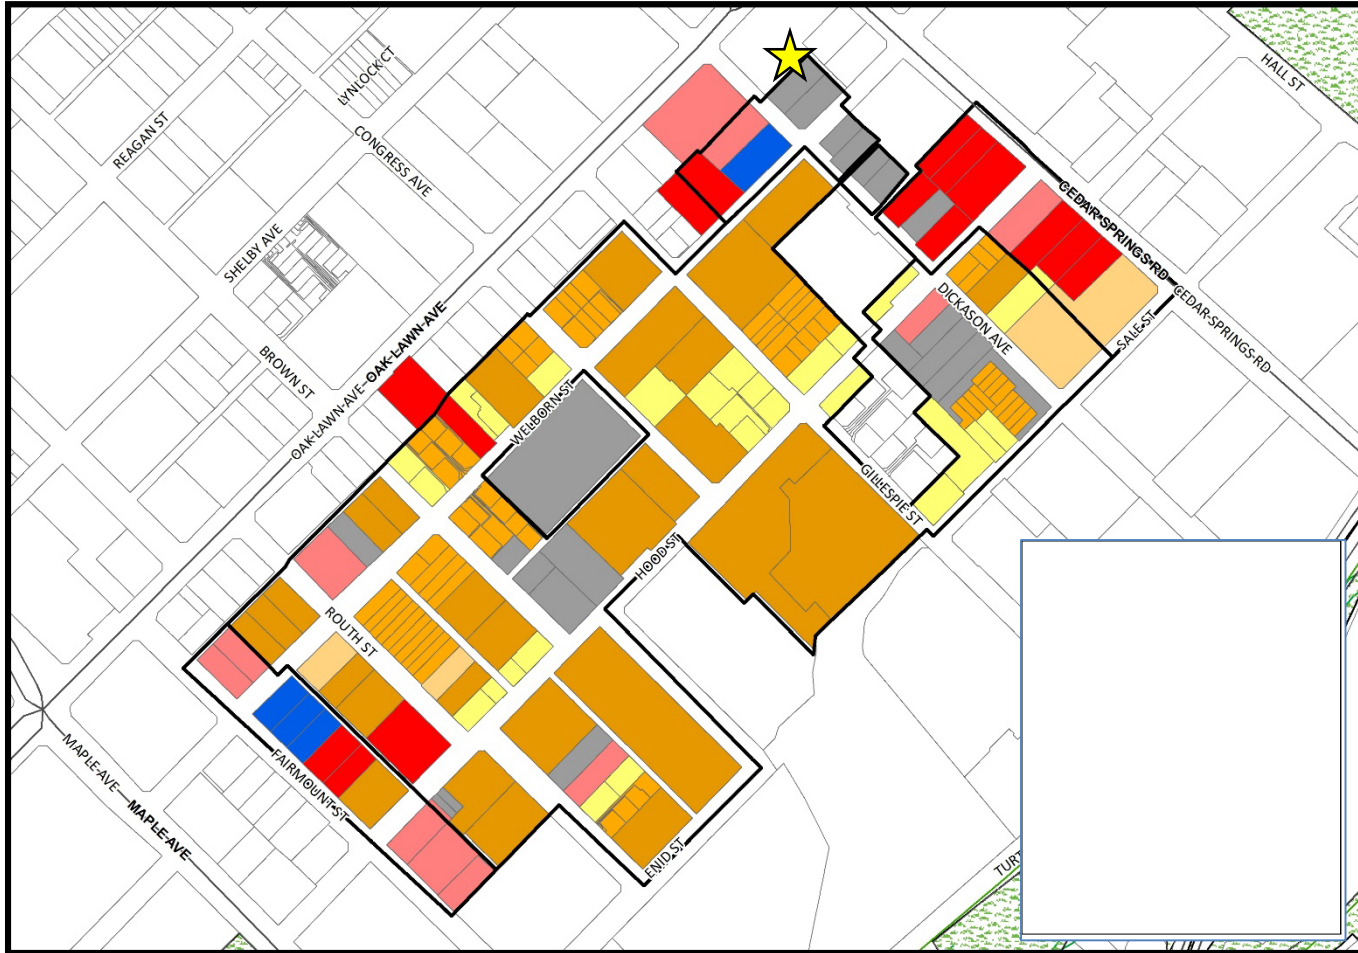 HALL ST
LYNLOCK CT
REAGAN ST
CONGRESS AVE
CEDAR-SPRINGS RD
SHELBY AVE
DICKASON AVE
CEDAR-SPRINGS-RD
SALE ST
OAK-LAWN-AVE
BROWN ST
OAK-LAWN-AVE
WELBORN-ST
GILLESPIE ST
HOOD-ST
ROUTH ST
MAPLE-AVE
FAIRMOUNT-ST
MAPLE AVE
ENID ST
TURT